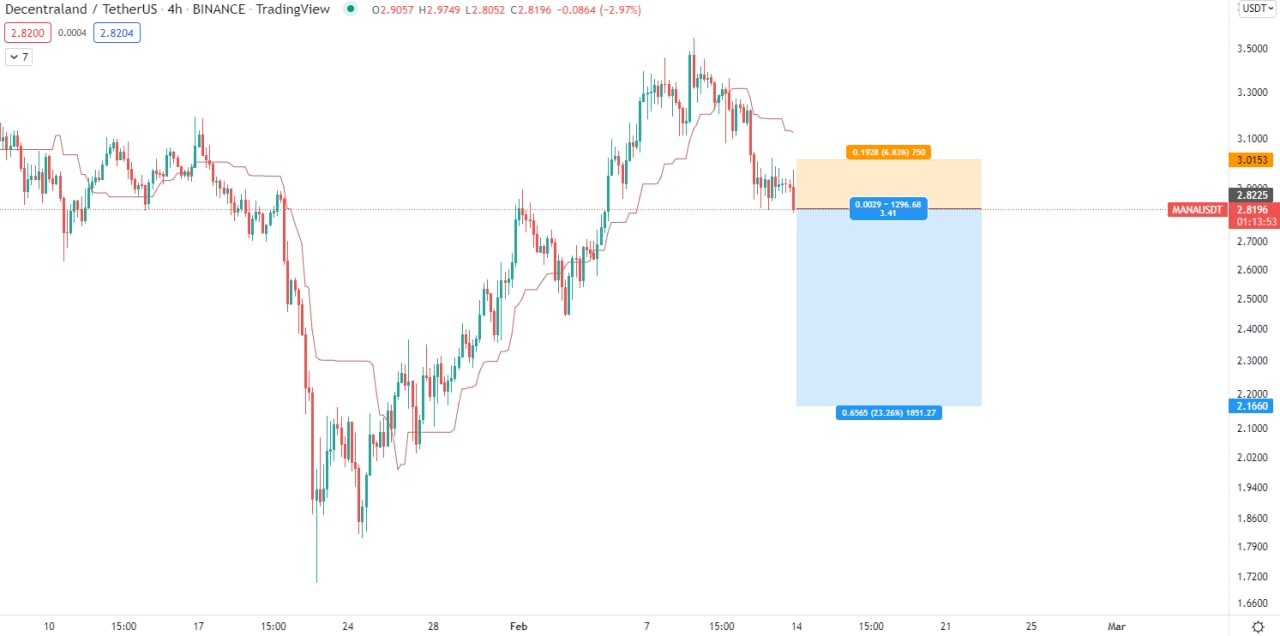 Decentraland / TetherUS · 4h · BINANCE · TradingView O2.9057 H2.9749 L2.8052 C2.8196 −0.0864 (−2.97%)
USDT
2.8200 0.0004 2.8204
7
3.5000
3.3000
3.1000
0.1928 (6.83%) 750
3.0153
2.8225
0.0029 ~ 1296.68
3.41
MANAUSDT 2.8196
01:13:53
2.7000
2.6000
2.5000
2.4000
2.3000
2.2000
2.1660
0.6565 (23.26%) 1851.27
2.1000
2.0200
1.9400
1.8600
1.7900
1.7200
1.6600
10 15:00 17 15:00 24 28 Feb 7 15:00 14 15:00 21 25 Mar